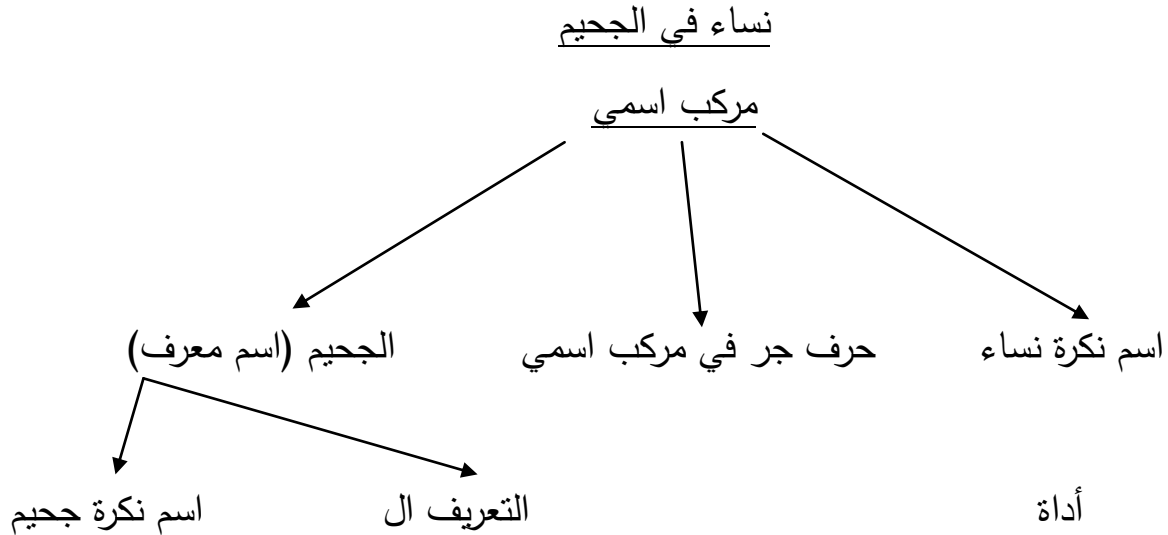 نساء في الجحيم
مركب اسمي
اسم نكرة نساء حرف جر في مركب اسمي الجحيم (اسم معرف)
أداة التعريف ال اسم نكرة جحيم